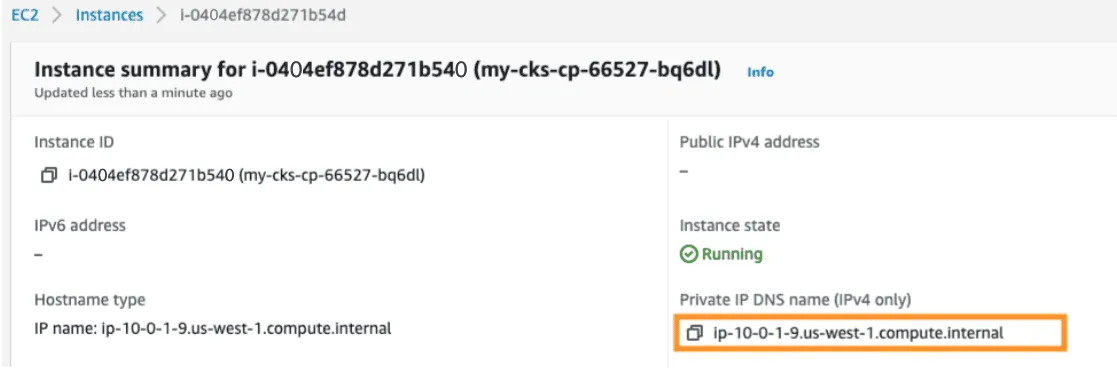 EC2 > Instances > i-0404ef878d271b54d
Instance summary for i-0404ef878d271b540 (my-cks-cp-66527-bq6dl) Info
Updated less than a minute ago
Instance ID
i-0404ef878d271b540 (my-cks-cp-66527-bq6dl)
Public IPv4 address
–
IPv6 address
–
Instance state
Running
Hostname type
IP name: ip-10-0-1-9.us-west-1.compute.internal
Private IP DNS name (IPv4 only)
ip-10-0-1-9.us-west-1.compute.internal